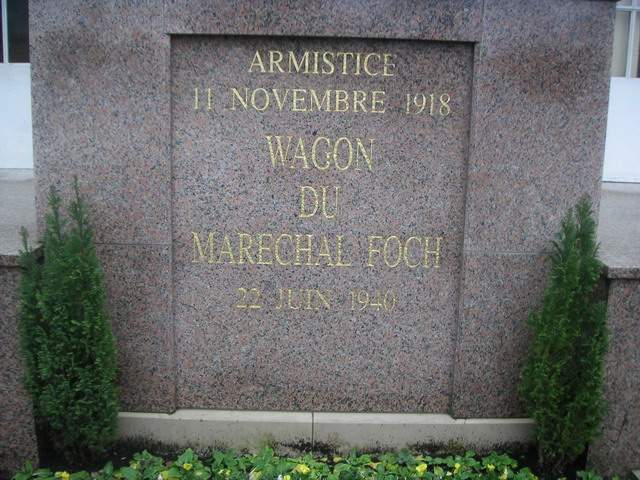 ARMISTICE
11 NOVEMBRE 1918
WAGON
DU
MARECHAL FOCH
22 JUIN 1940